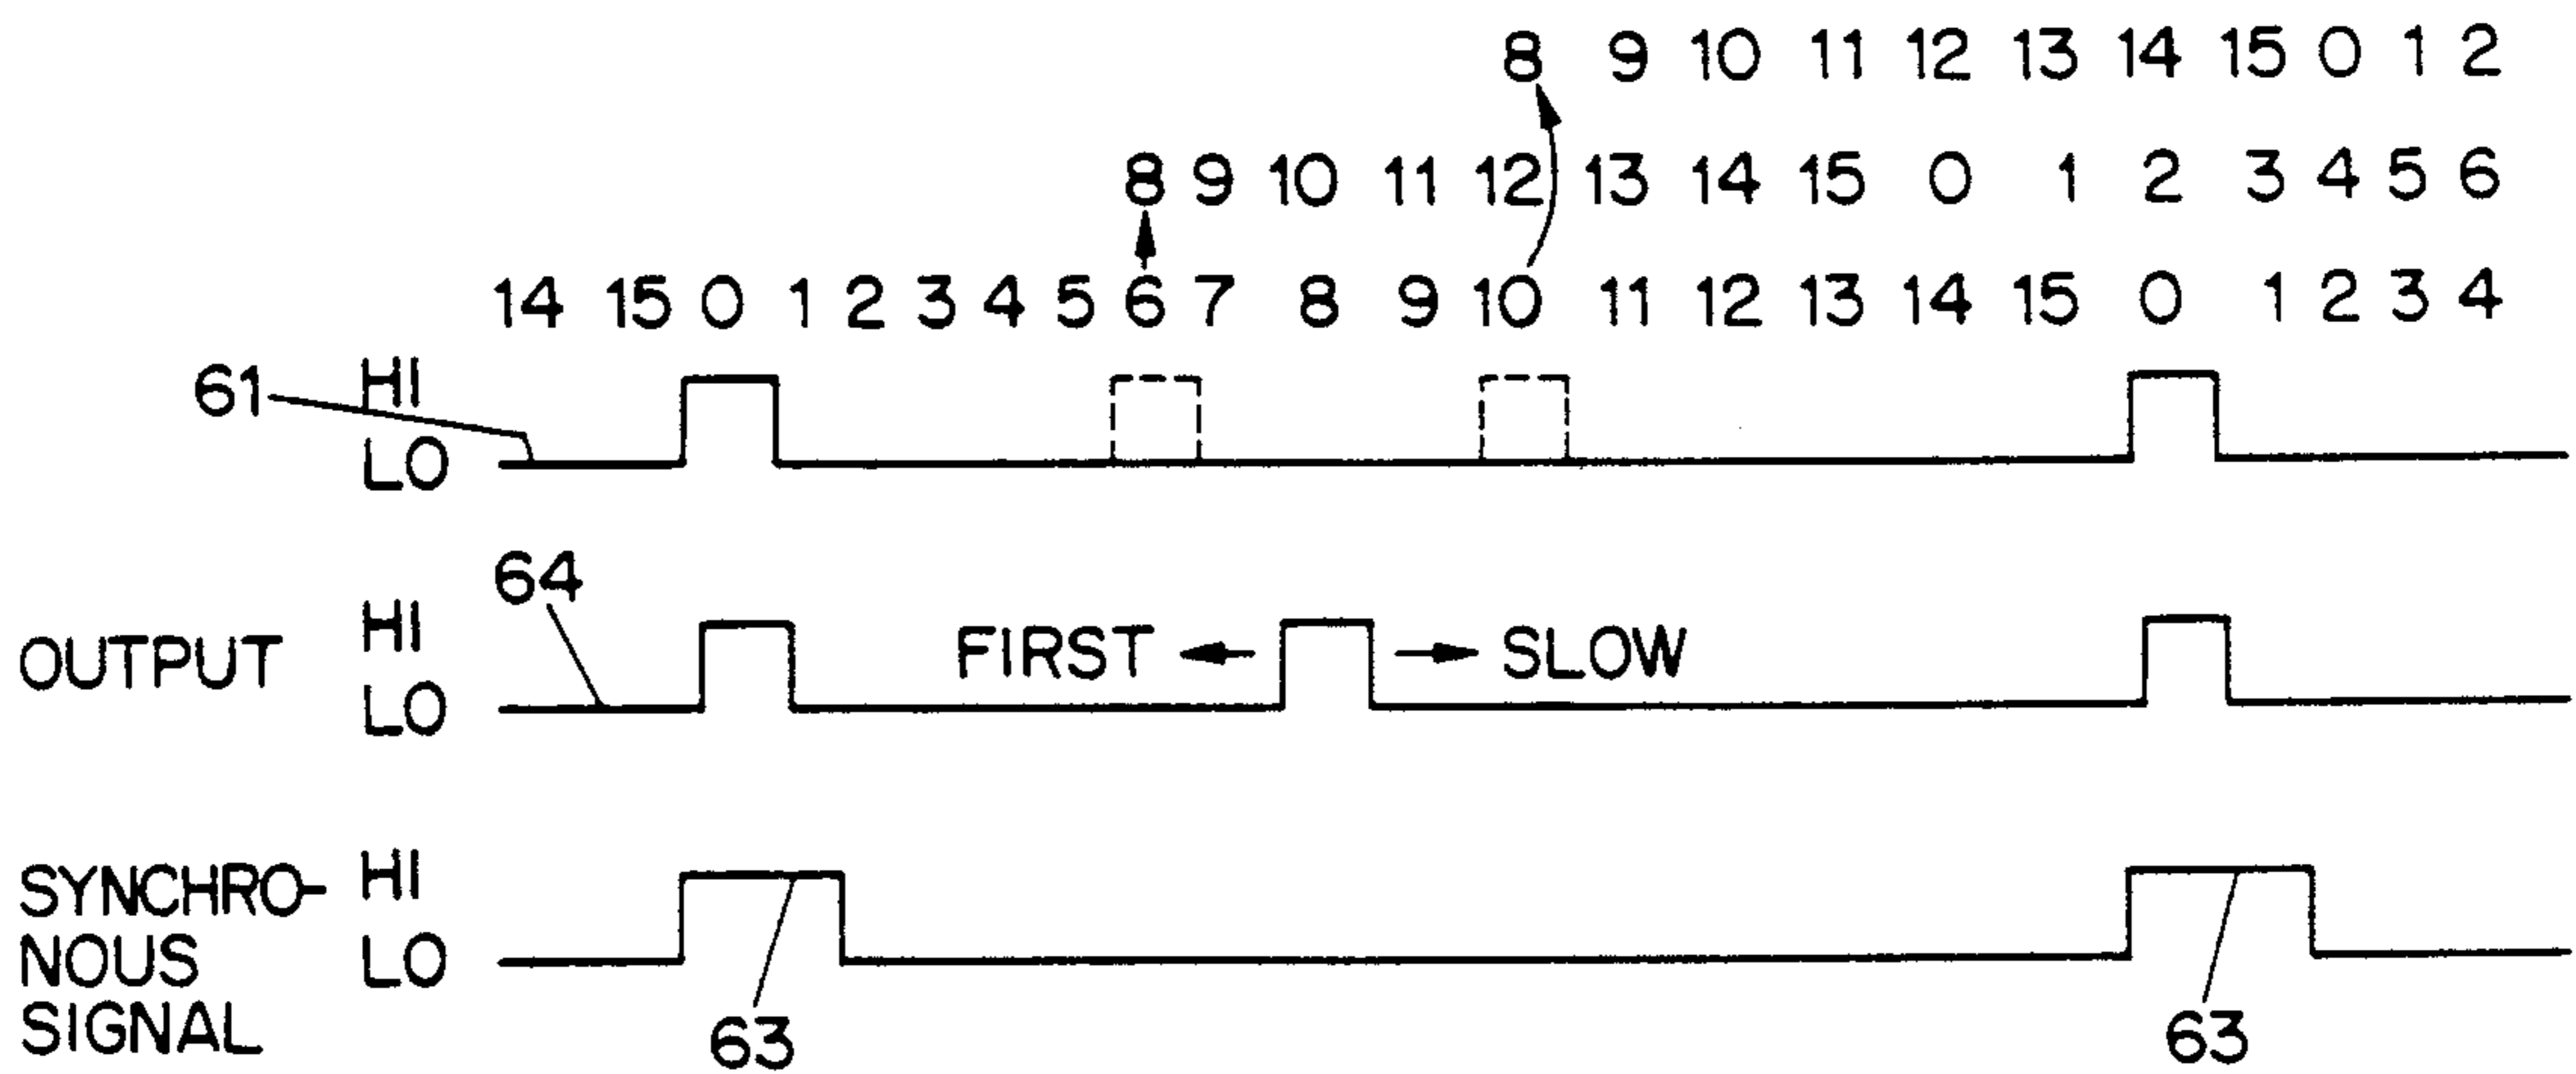 8 9 10 11 12 13 14 15 0 1 2
8 9 10 11 12 13 14 15 0 1 2 3 4 5 6
14 15 0 1 2 3 4 5 6 7 8 9 10 11 12 13 14 15 0 1 2 3 4
61 HI
LO
64
OUTPUT HI
LO
FIRST SLOW
SYNCHRO- HI
NOUS LO
SIGNAL
63 63